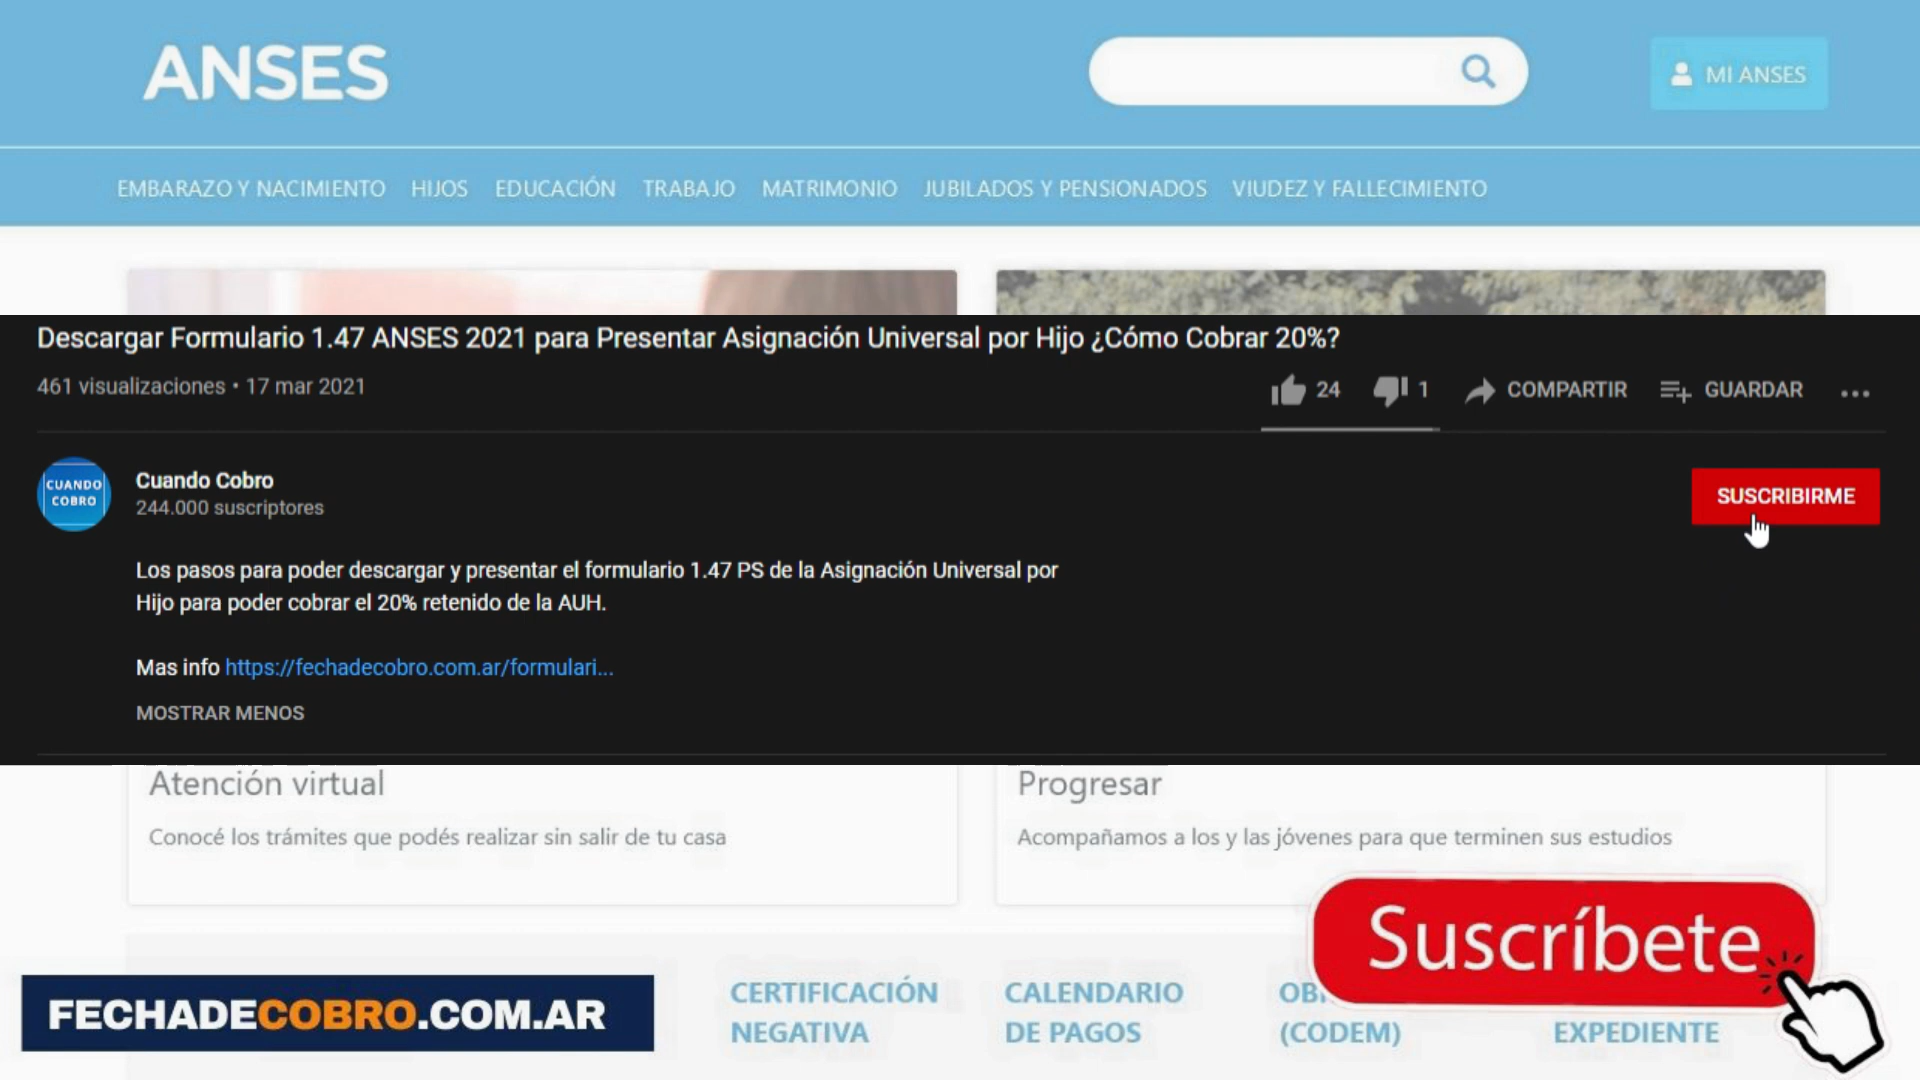 ANSES
MI ANSES
EMBARAZO Y NACIMIENTO HIJOS EDUCACIÓN TRABAJO MATRIMONIO JUBILADOS Y PENSIONADOS VIUDEZ Y FALLECIMIENTO
Descargar Formulario 1.47 ANSES 2021 para Presentar Asignación Universal por Hijo ¿Cómo Cobrar 20%?
461 visualizaciones • 17 mar 2021
24 1 COMPARTIR GUARDAR ...
CUANDO
COBRO
Cuando Cobro
244.000 suscriptores
SUSCRIBIRME
Los pasos para poder descargar y presentar el formulario 1.47 PS de la Asignación Universal por
Hijo para poder cobrar el 20% retenido de la AUH.
Mas info https://fechadecobro.com.ar/formulari...
MOSTRAR MENOS
Atención virtual
Conocé los trámites que podés realizar sin salir de tu casa
Progresar
Acompañamos a los y las jóvenes para que terminen sus estudios
Suscríbete
FECHADECOBRO.COM.AR
CERTIFICACIÓN
NEGATIVA
CALENDARIO
DE PAGOS
(CODEM)
EXPEDIENTE